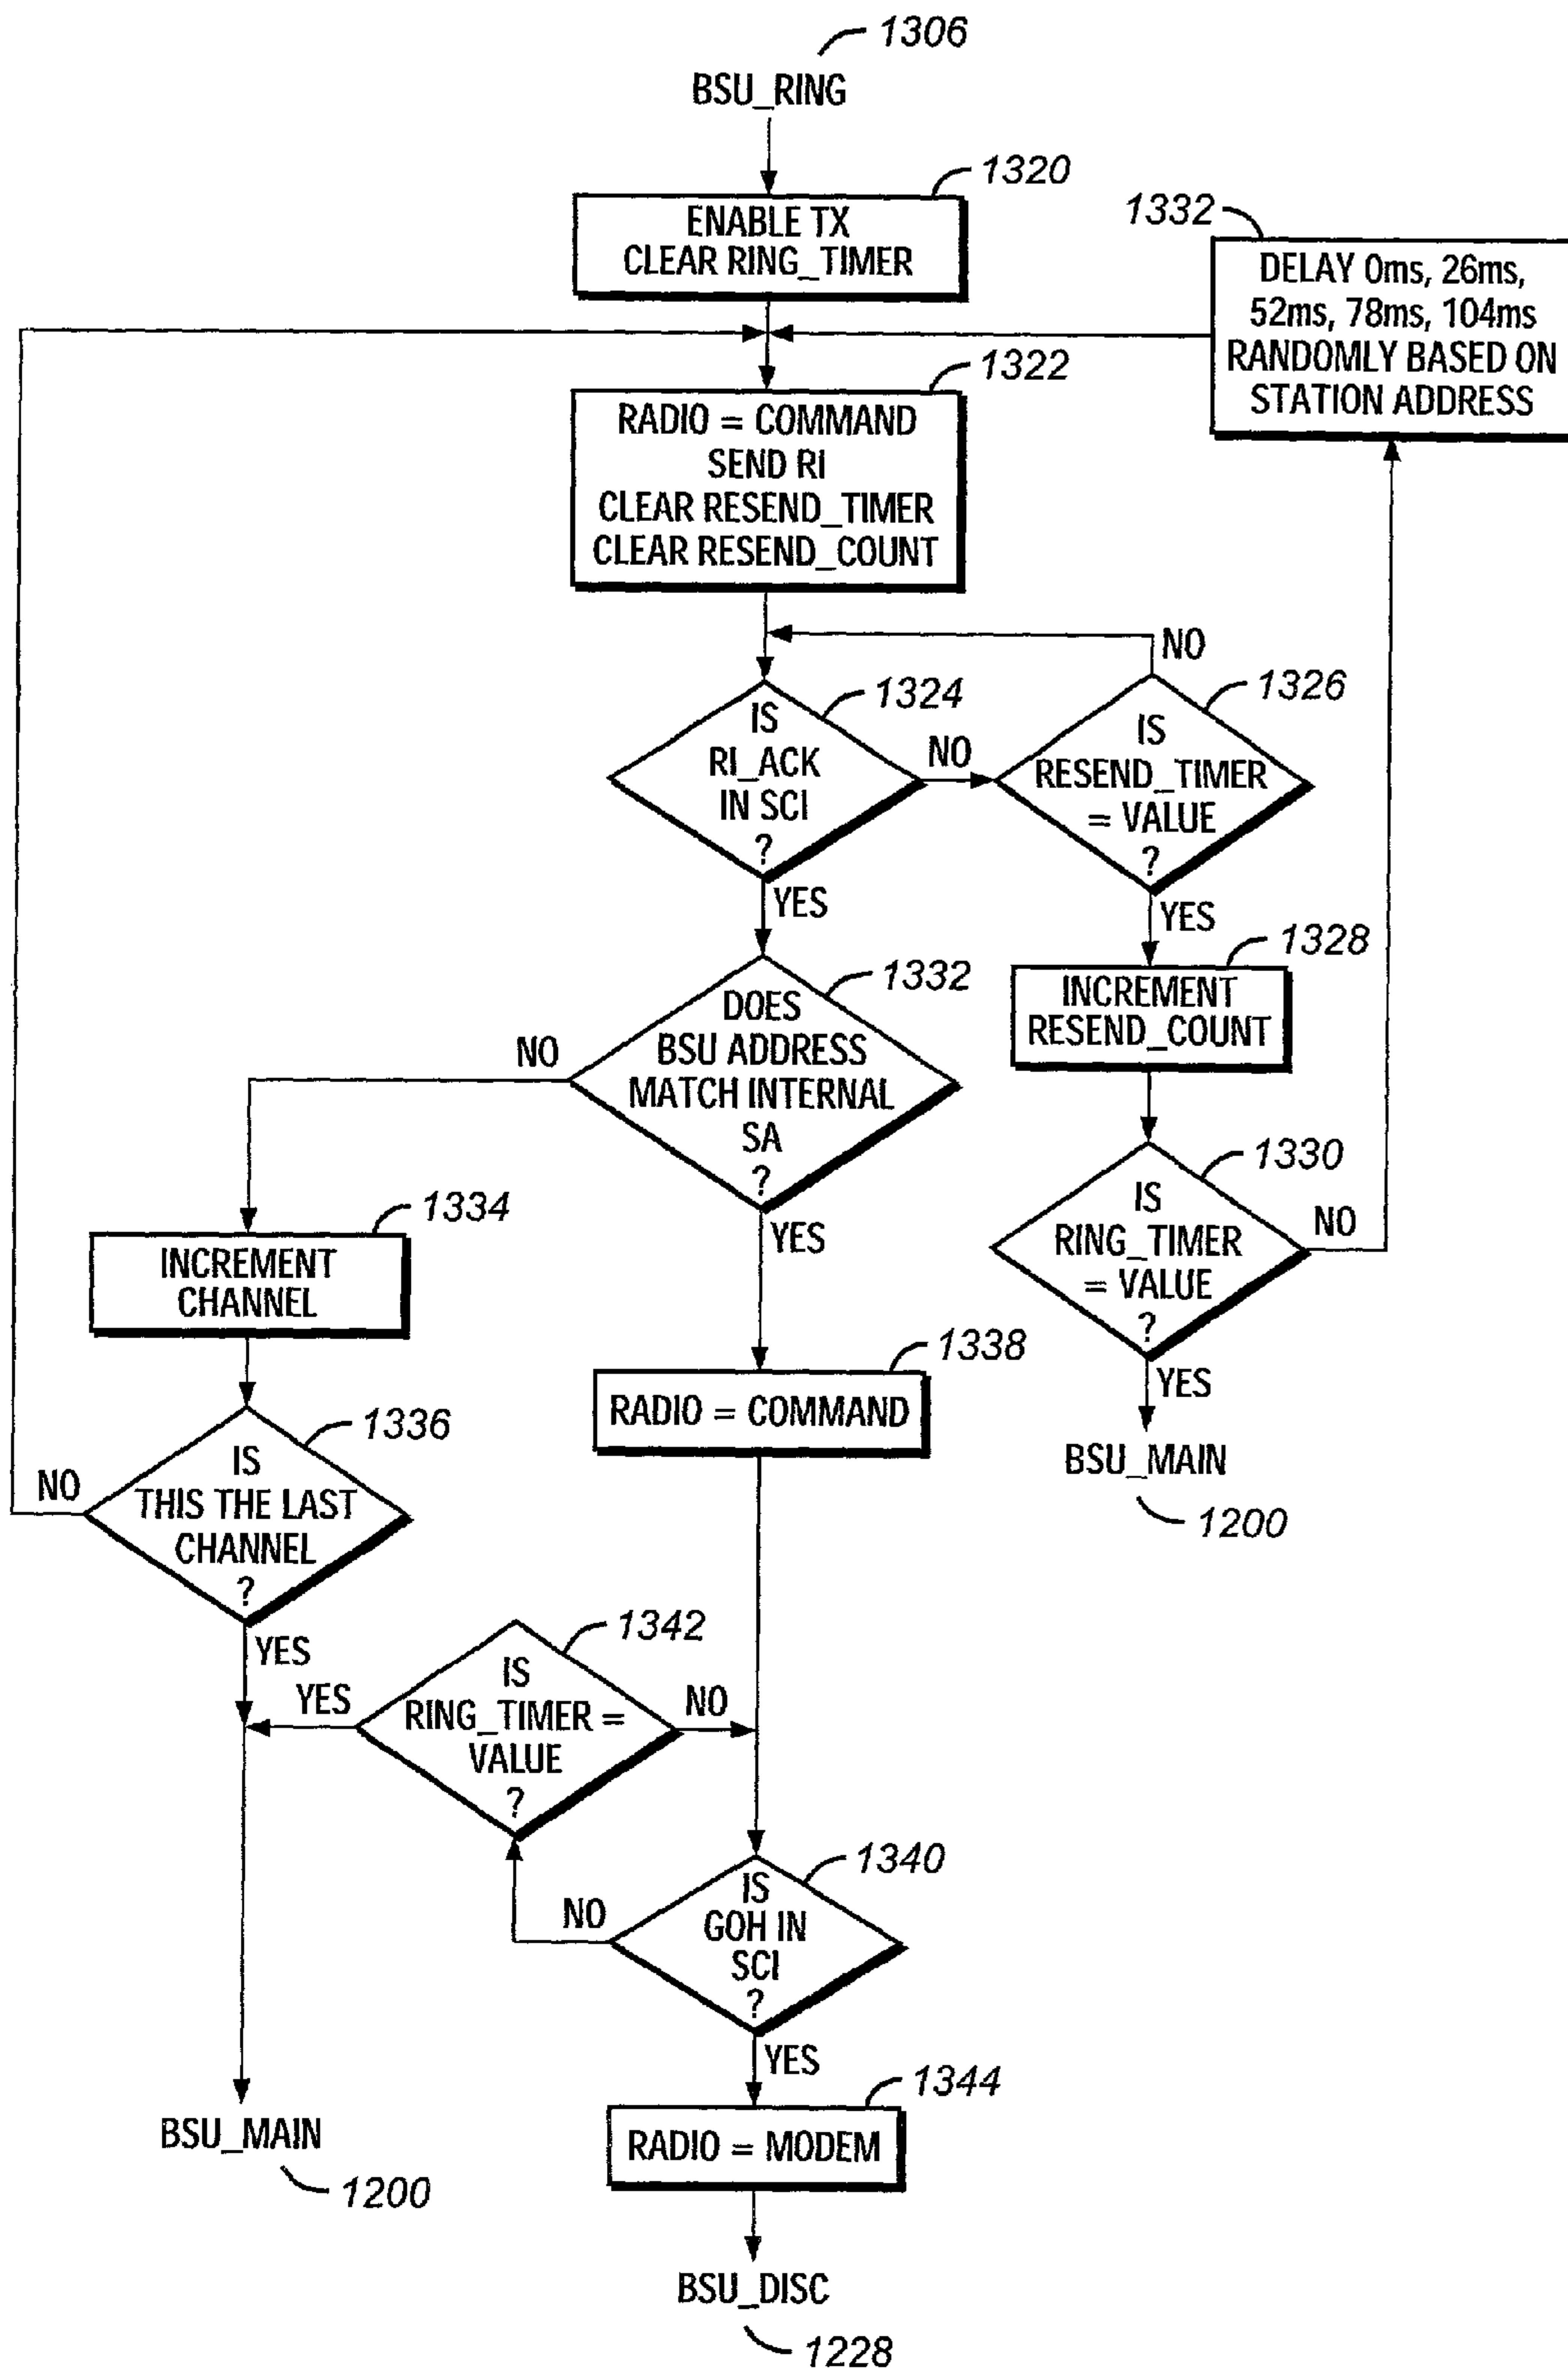 1306
BSU_RING
1320
ENABLE TX
CLEAR RING_TIMER
1332
DELAY 0ms, 26ms,
52ms, 78ms, 104ms
RANDOMLY BASED ON
STATION ADDRESS
1322
RADIO = COMMAND
SEND RI
CLEAR RESEND_TIMER
CLEAR RESEND_COUNT
NO
1324
IS
RI_ACK
IN SCI
?
NO
1326
IS
RESEND_TIMER
= VALUE
?
YES
YES
1328
INCREMENT
RESEND_COUNT
1332
DOES
BSU ADDRESS
MATCH INTERNAL
SA
?
NO
YES
1330
IS
RING_TIMER
= VALUE
?
NO
YES
BSU_MAIN
1200
1334
INCREMENT
CHANNEL
1338
RADIO = COMMAND
1336
IS
THIS THE LAST
CHANNEL
?
NO
YES
1342
IS
RING_TIMER =
VALUE
?
YES
NO
1340
IS
GOH IN
SCI
?
NO
YES
1344
RADIO = MODEM
BSU_MAIN
1200
BSU_DISC
1228